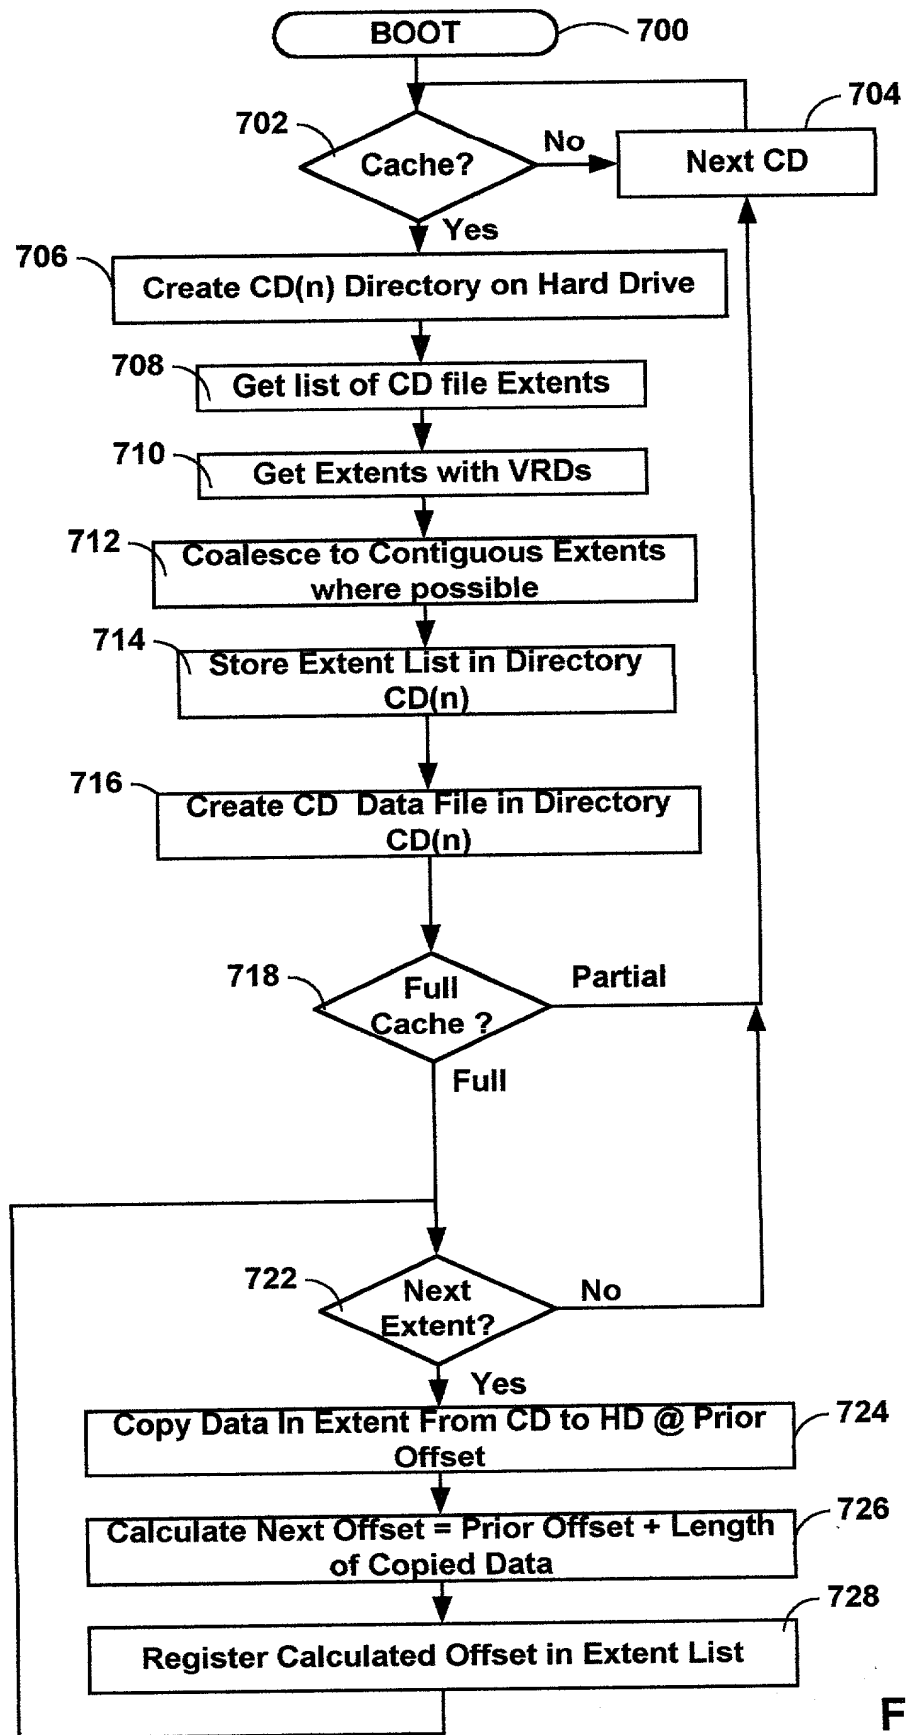 BOOT
700
702
Cache?
No
704
Next CD
Yes
706
Create CD(n) Directory on Hard Drive
708
Get list of CD file Extents
710
Get Extents with VRDs
712
Coalesce to Contiguous Extents
where possible
714
Store Extent List in Directory
CD(n)
716
Create CD Data File in Directory
CD(n)
718
Full
Cache ?
Partial
Full
722
Next
Extent?
No
Yes
Copy Data In Extent From CD to HD @ Prior
Offset
724
Calculate Next Offset = Prior Offset + Length
of Copied Data
726
728
Register Calculated Offset in Extent List
F